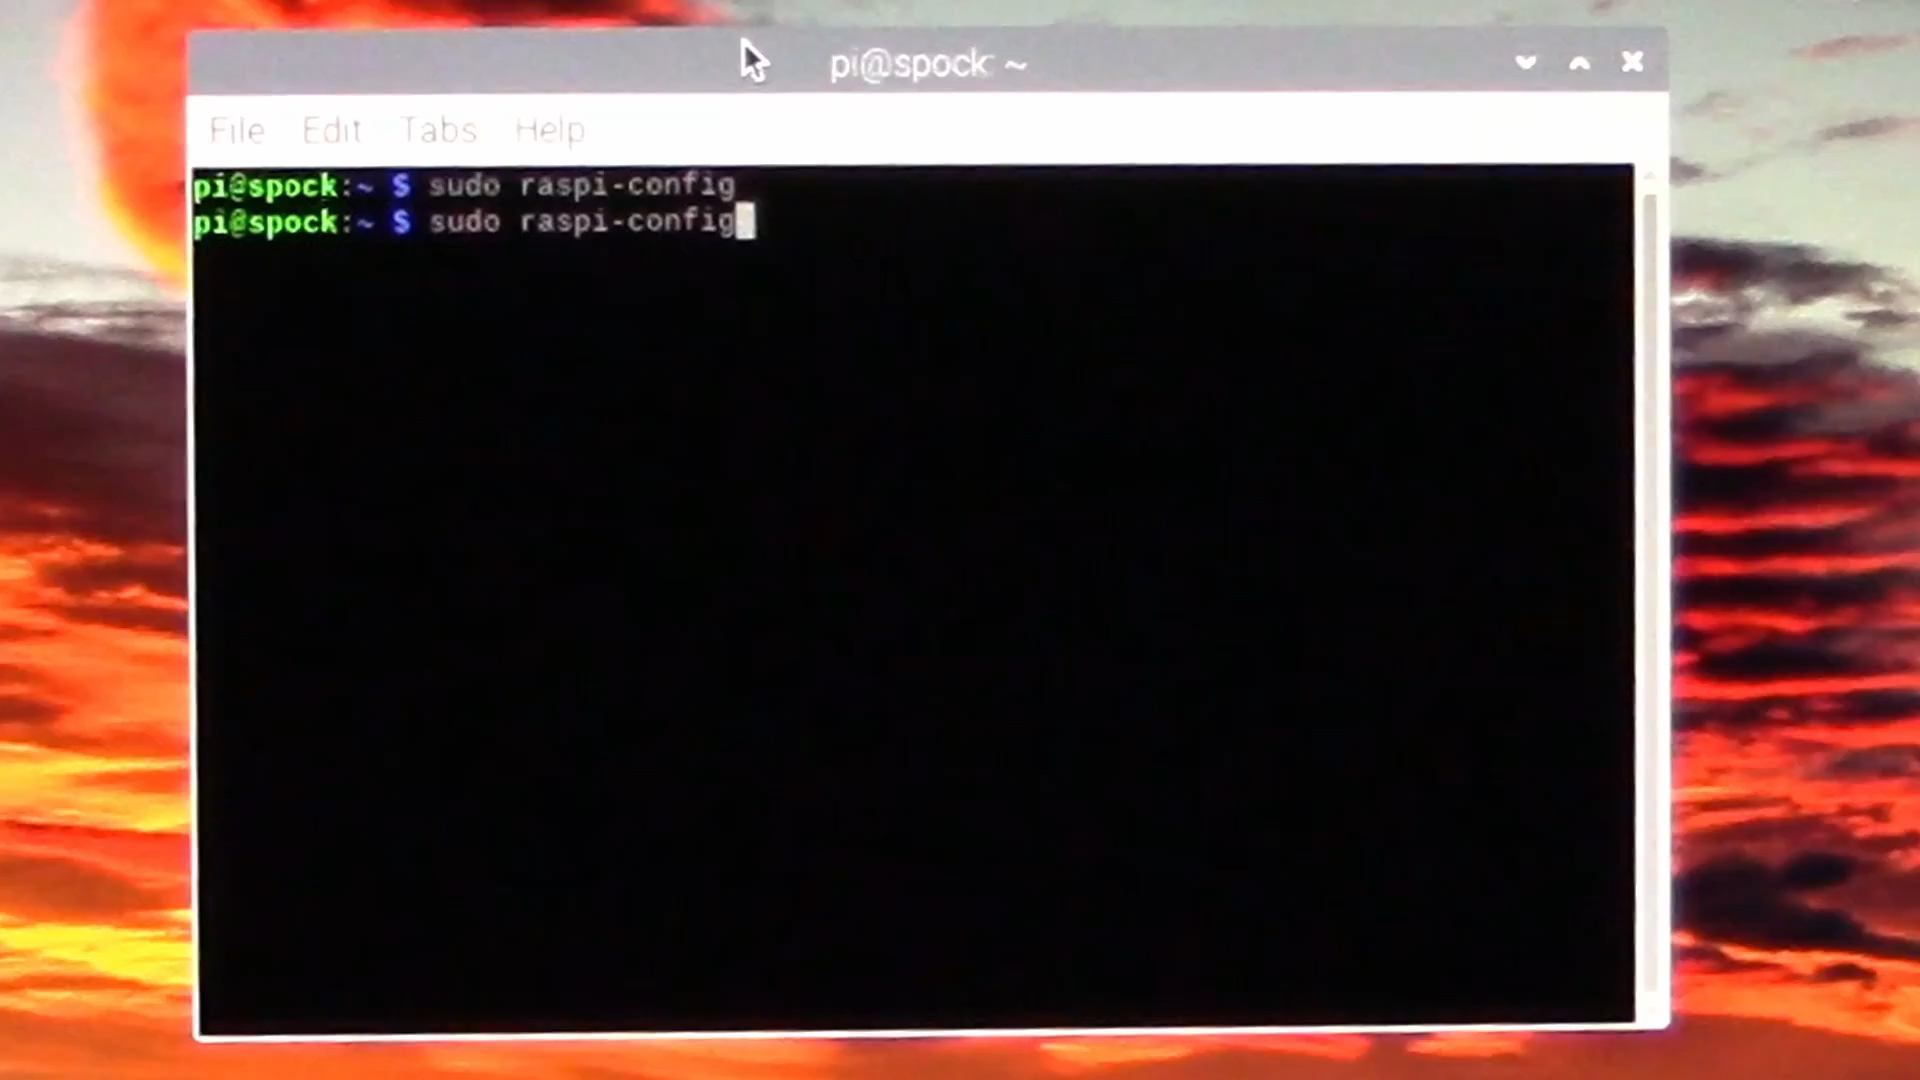 pi@spock: ~
File Edit Tabs Help
pi@spock:~ $ sudo raspi-config
pi@spock:~ $ sudo raspi-config